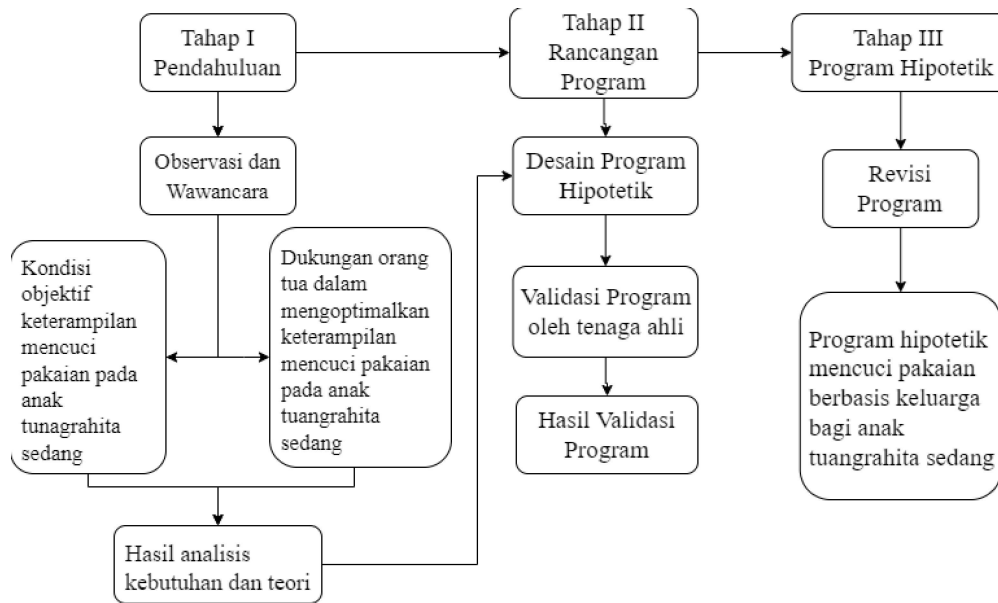 Tahap I
Pendahuluan
Tahap II
Rancangan
Program
Tahap III
Program Hipotetik
Observasi dan
Wawancara
Desain Program
Hipotetik
Revisi
Program
Kondisi
objektif
keterampilan
mencuci
pakaian pada
anak
tunagrahita
sedang
Dukungan orang
tua dalam
mengoptimalkan
keterampilan
mencuci pakaian
pada anak
tuangrahita
sedang
Validasi Program
oleh tenaga ahli
Program hipotetik
mencuci pakaian
berbasis keluarga
bagi anak
tuangrahita sedang
Hasil Validasi
Program
Hasil analisis
kebutuhan dan teori